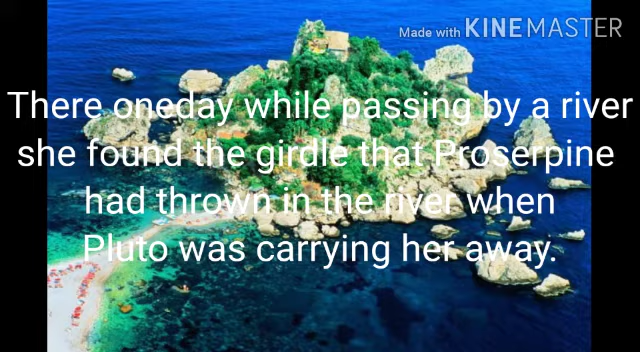 Made with KINEMASTER
There oneday while passing by a river
she found the girdle that Proserpine
had thrown in the river when
Pluto was carrying her away.